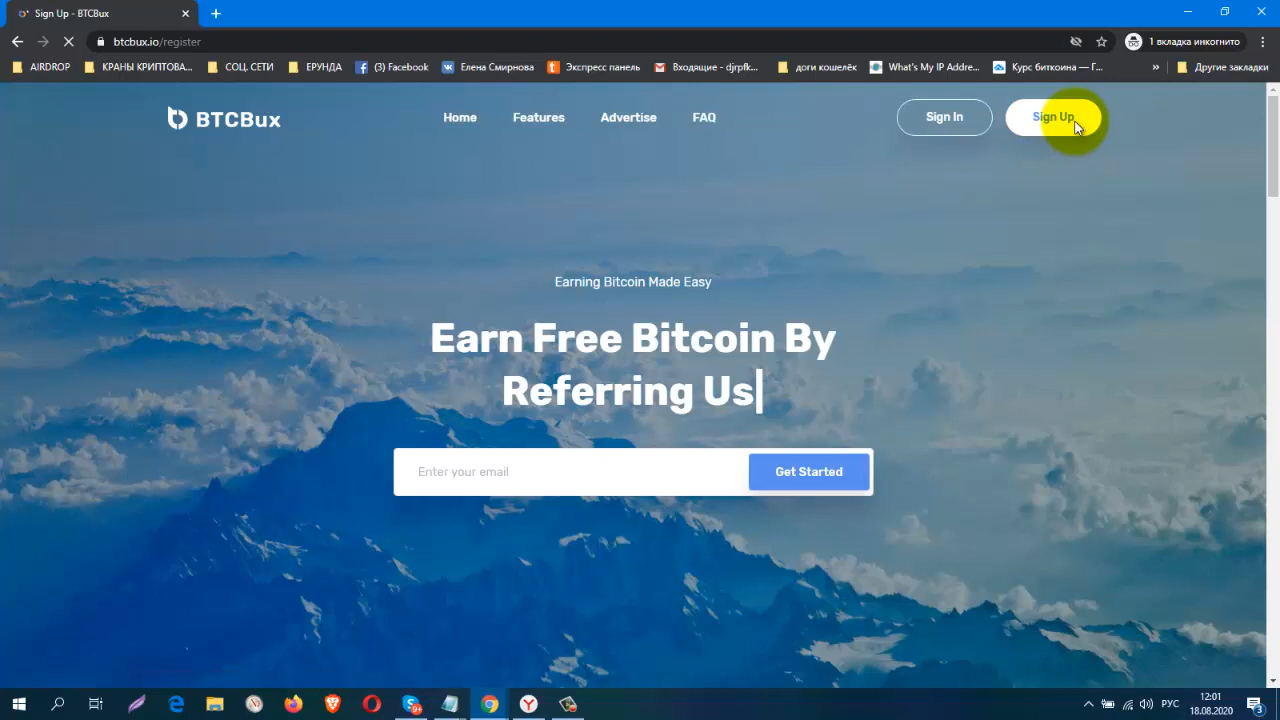 Sign Up - BTCBux
btcbux.io/register
1 вкладка инкогнито
AIRDROP
КРАНЫ КРИПТОВА...
СОЦ. СЕТИ
ЕРУНДА
(3) Facebook
Елена Смирнова
Экспресс панель
Входящие - djrpfk...
доги кошелёк
What's My IP Addre...
Курс биткоина — Г...
»
Другие закладки
BTCBux
Home
Features
Advertise
FAQ
Sign In
Sign Up
Earning Bitcoin Made Easy
Earn Free Bitcoin By
Referring Us|
Enter your email
Get Started
9+
РУС
12:01
18.08.2020
3